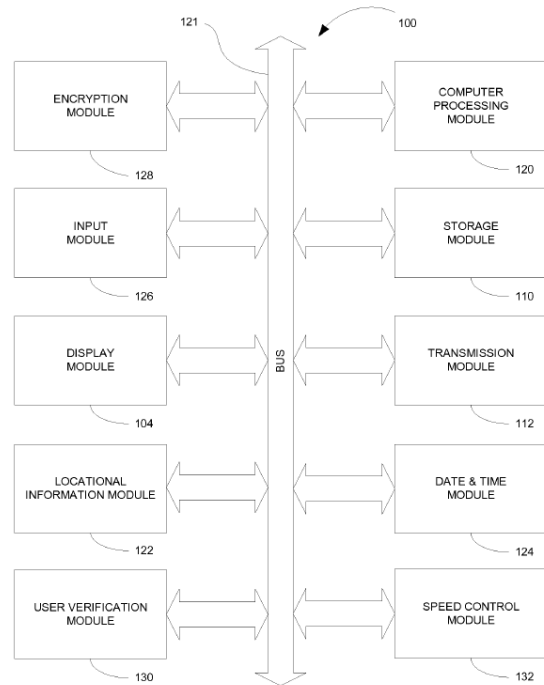 121
100
ENCRYPTION
MODULE
128
COMPUTER
PROCESSING
MODULE
120
INPUT
MODULE
126
STORAGE
MODULE
110
DISPLAY
MODULE
104
BUS
TRANSMISSION
MODULE
112
LOCATIONAL
INFORMATION MODULE
122
DATE & TIME
MODULE
124
USER VERIFICATION
MODULE
130
SPEED CONTROL
MODULE
132